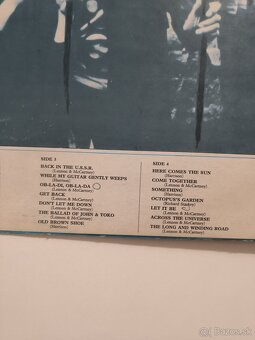 SIDE 3
BACK IN THE U.S.S.R.
(Lennon & McCartney)
WHILE MY GUITAR GENTLY WEEPS
(Harrison)
OB-LA-DI, OB-LA-DA
(Lennon & McCartney)
GET BACK
(Lennon & McCartney)
DON'T LET ME DOWN
(Lennon & McCartney)
THE BALLAD OF JOHN & YOKO
(Lennon & McCartney)
OLD BROWN SHOE
(Harrison)
SIDE 4
HERE COMES THE SUN
(Harrison)
COME TOGETHER
(Lennon & McCartney)
SOMETHING
(Harrison)
OCTOPUS'S GARDEN
(Richard Starkey)
LET IT BE
(Lennon & McCartney)
ACROSS THE UNIVERSE
(Lennon & McCartney)
THE LONG AND WINDING ROAD
(Lennon & McCartney)
bazos.sk